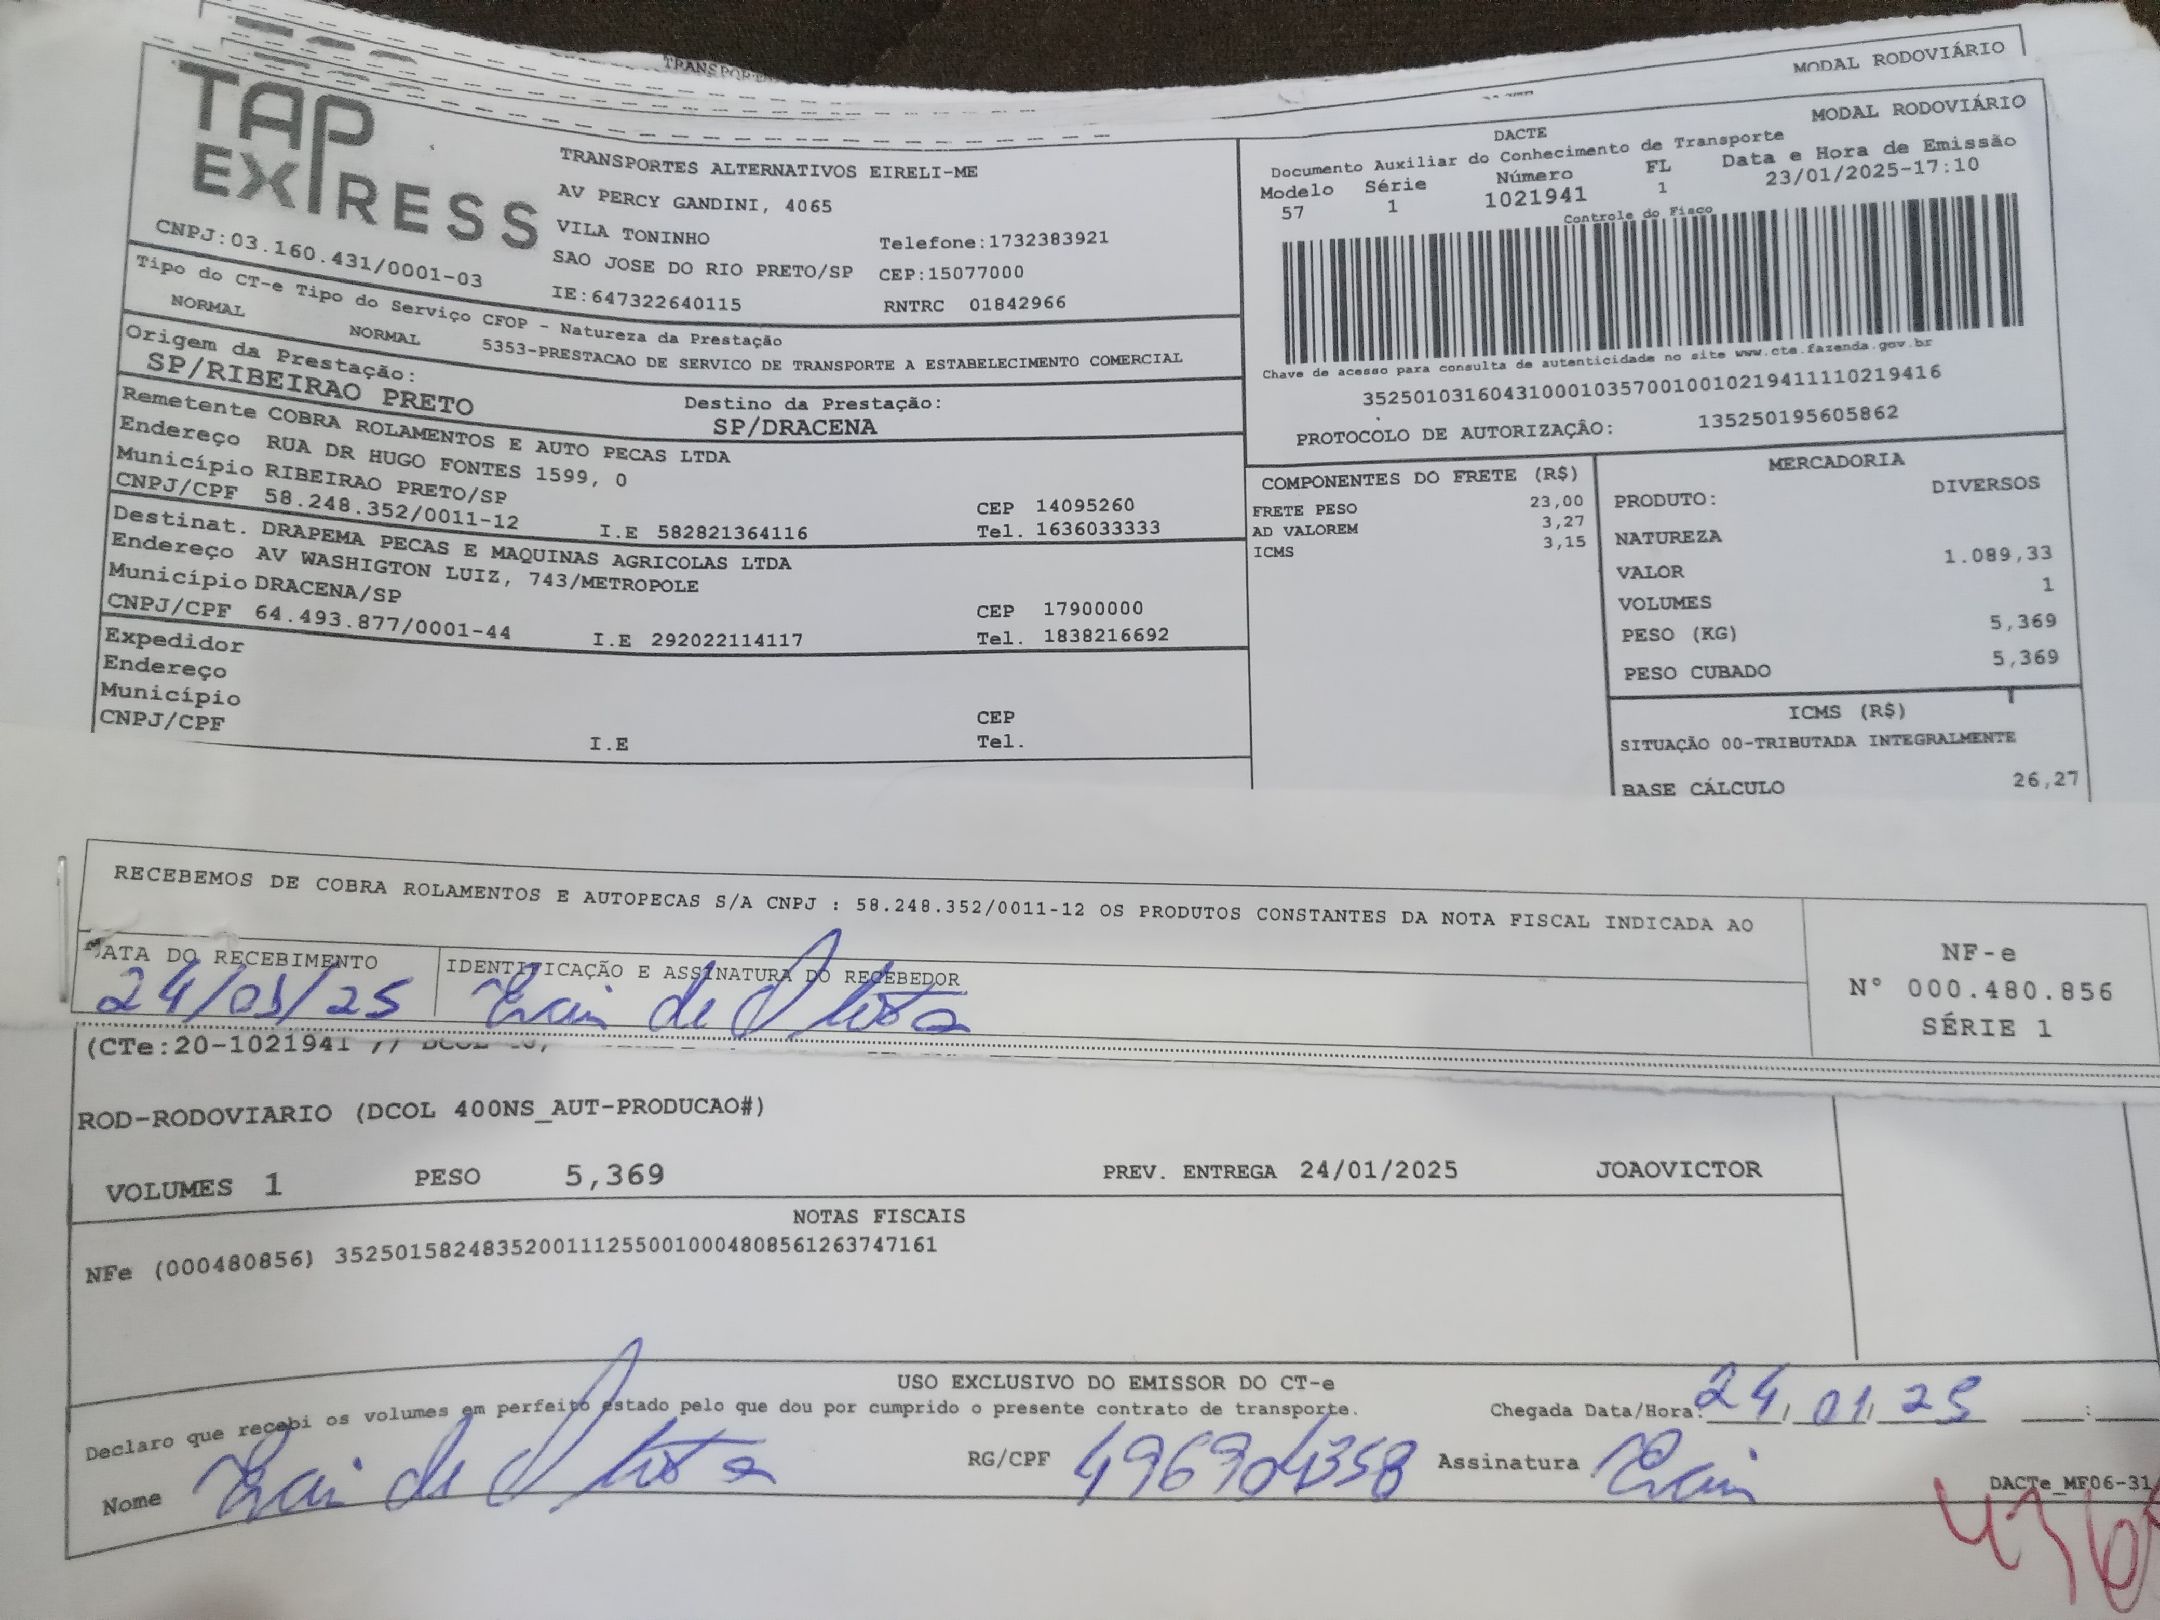 TRANSPORT
MODAL RODOVIÁRIO
TAP
EXPRESS
CNPJ:03.160.431/0001-03
TRANSPORTES ALTERNATIVOS EIRELI-ME
AV PERCY GANDINI, 4065
VILA TONINHO Telefone:1732383921
SAO JOSE DO RIO PRETO/SP CEP:15077000
IE:647322640115 RNTRC 01842966
MODAL RODOVIÁRIO
DACTE
Documento Auxiliar do Conhecimento de Transporte
Modelo Série Número FL Data e Hora de Emissão
57 1 1021941 1 23/01/2025-17:10
Controle do Fisco
Chave de acesso para consulta de autenticidade no site www.cte.fazenda.gov.br
35250103160431000103570010010219411110219416
PROTOCOLO DE AUTORIZAÇÃO: 135250195605862
Tipo do CT-e Tipo do Serviço CFOP - Natureza da Prestação
NORMAL NORMAL 5353-PRESTACAO DE SERVICO DE TRANSPORTE A ESTABELECIMENTO COMERCIAL
Origem da Prestação: Destino da Prestação:
SP/RIBEIRAO PRETO SP/DRACENA
Remetente COBRA ROLAMENTOS E AUTO PECAS LTDA
Endereço RUA DR HUGO FONTES 1599, 0
Município RIBEIRAO PRETO/SP CEP 14095260
CNPJ/CPF 58.248.352/0011-12 I.E 582821364116 Tel. 1636033333
Destinat. DRAPEMA PECAS E MAQUINAS AGRICOLAS LTDA
Endereço AV WASHIGTON LUIZ, 743/METROPOLE
Município DRACENA/SP CEP 17900000
CNPJ/CPF 64.493.877/0001-44 I.E 292022114117 Tel. 1838216692
Expedidor
Endereço
Município CEP
CNPJ/CPF I.E Tel.
COMPONENTES DO FRETE (R$)
FRETE PESO 23,00
AD VALOREM 3,27
ICMS 3,15
MERCADORIA
PRODUTO: DIVERSOS
NATUREZA
VALOR 1.089,33
VOLUMES 1
PESO (KG) 5,369
PESO CUBADO 5,369
ICMS (R$)
SITUAÇÃO 00-TRIBUTADA INTEGRALMENTE
BASE CÁLCULO 26,27
RECEBEMOS DE COBRA ROLAMENTOS E AUTOPECAS S/A CNPJ : 58.248.352/0011-12 OS PRODUTOS CONSTANTES DA NOTA FISCAL INDICADA AO
DATA DO RECEBIMENTO IDENTIFICAÇÃO E ASSINATURA DO RECEBEDOR
24/01/25
NF-e
Nº 000.480.856
SÉRIE 1
(CTe:20-1021941 // DCOL
ROD-RODOVIARIO (DCOL 400NS_AUT-PRODUCAO#)
VOLUMES 1 PESO 5,369 PREV. ENTREGA 24/01/2025 JOAOVICTOR
NOTAS FISCAIS
NFe (000480856) 35250158248352001112550010004808561263747161
USO EXCLUSIVO DO EMISSOR DO CT-e
Declaro que recebi os volumes em perfeito estado pelo que dou por cumprido o presente contrato de transporte. Chegada Data/Hora: 24/01/25 :
Nome RG/CPF 496304358 Assinatura
DACTe_MF06-31/